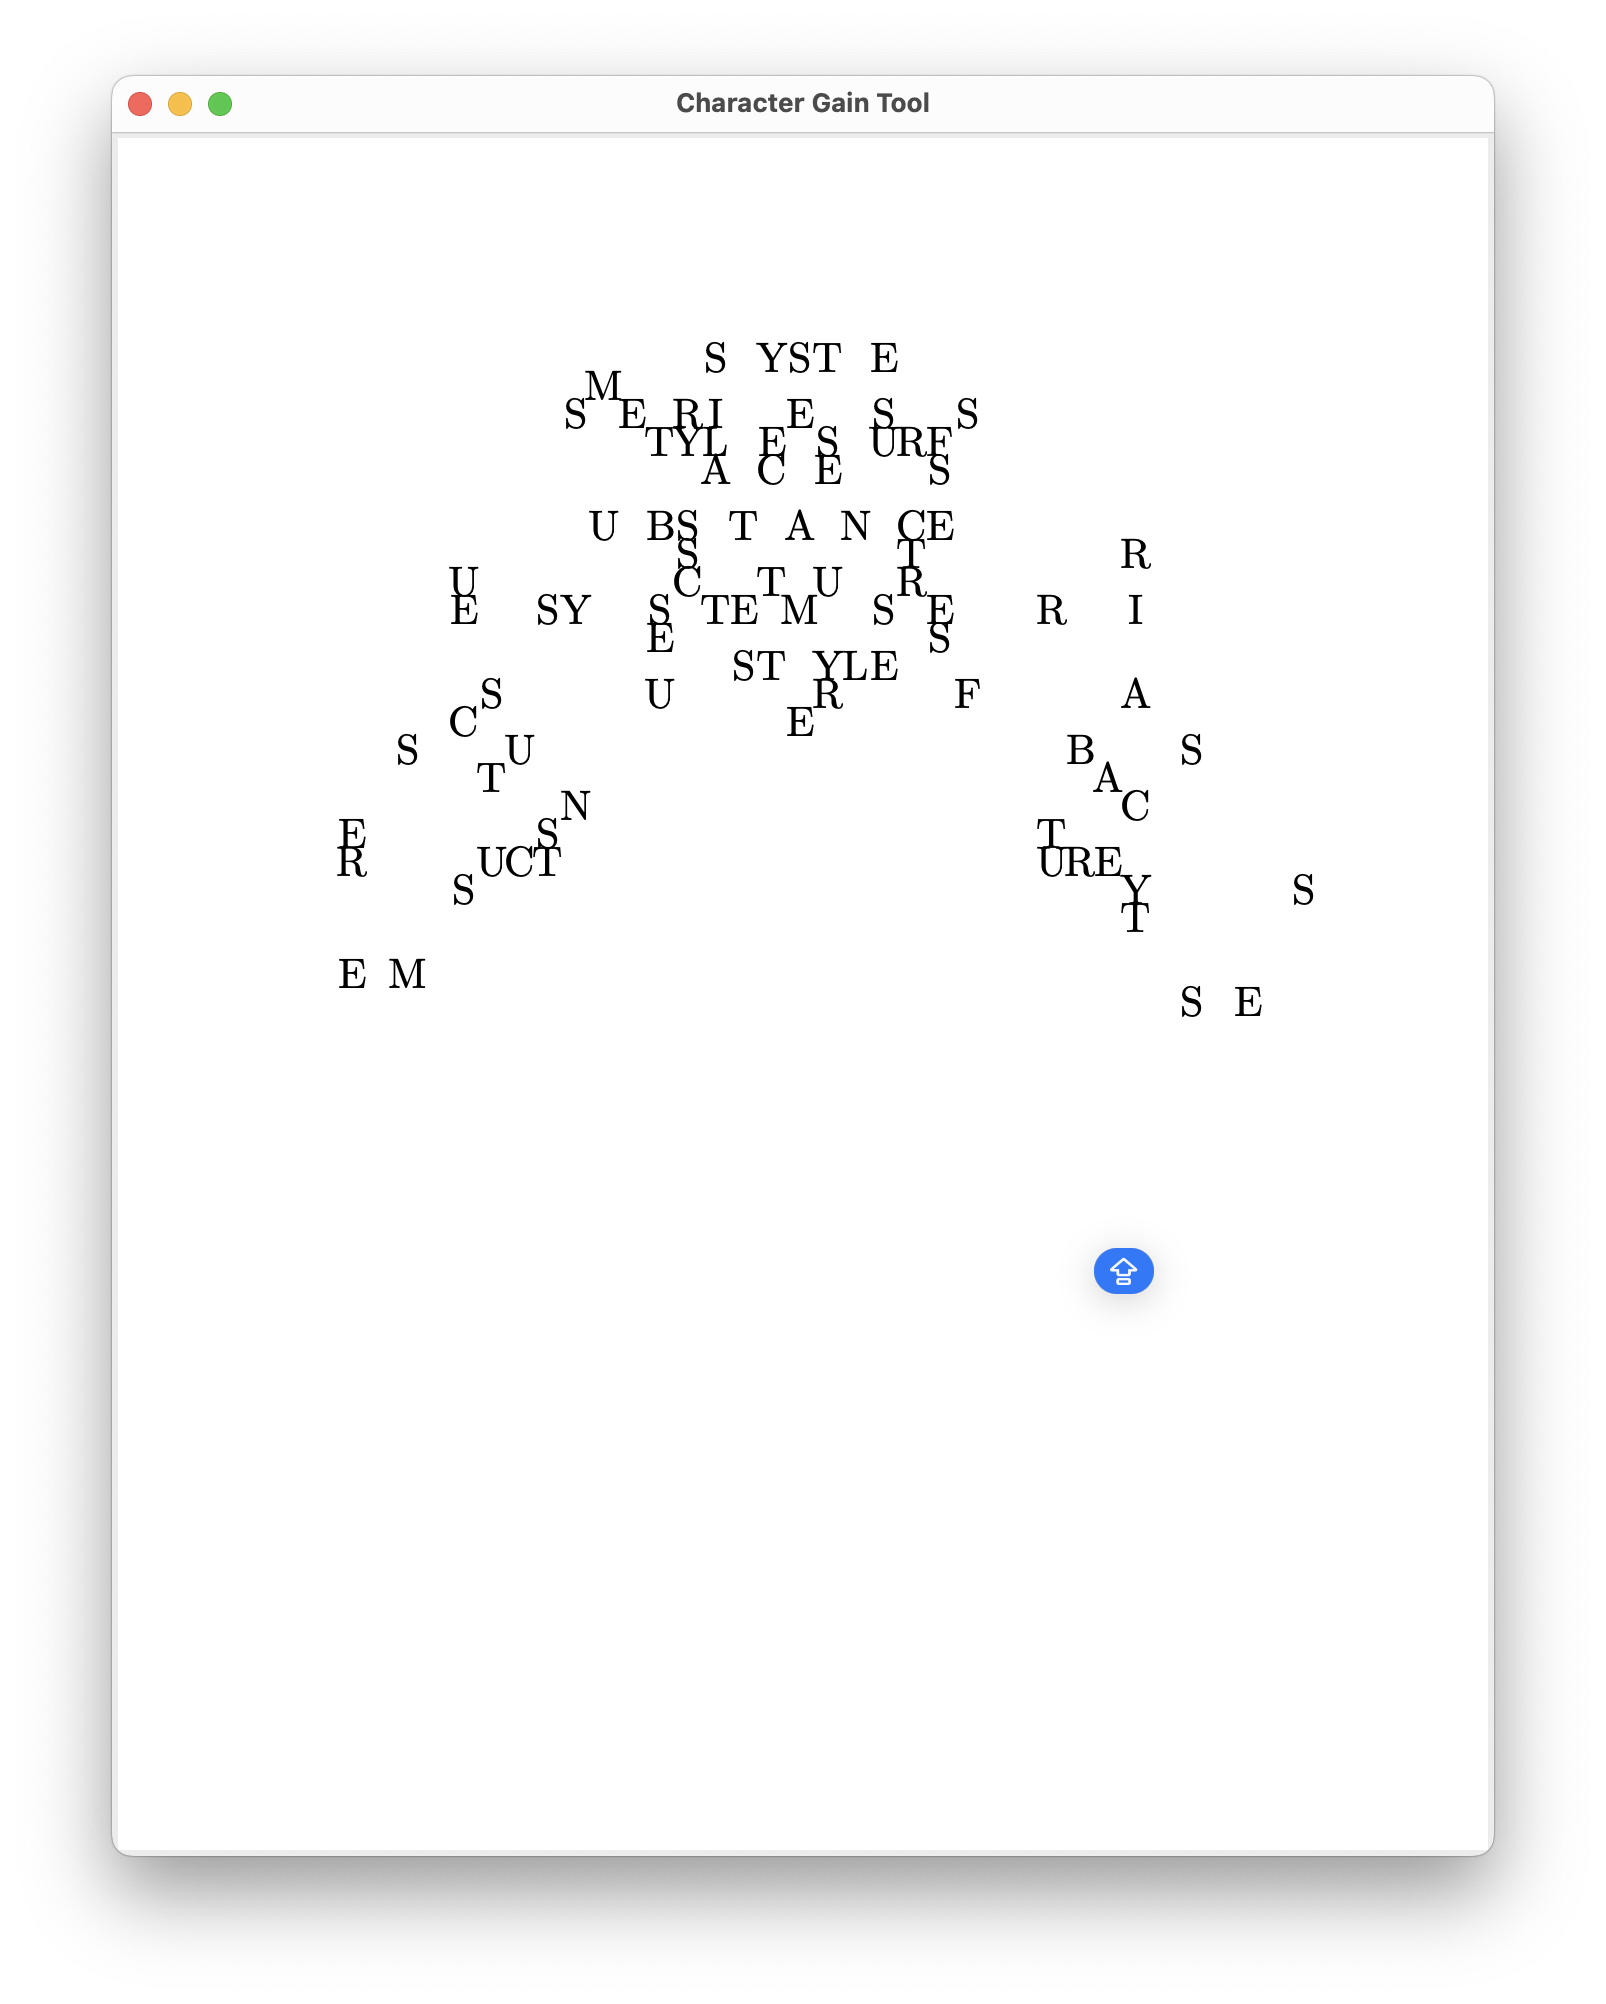 Character Gain Tool
S YST E
M
S E RI E S S
TYL E S URF
A C E S
U BS T A N CE
S T R
U C T U R
E SY S TE M S E R I
E S
ST YLE
S U R F A
C E
S U B S
T A
N C
E S T
R UCT URE
S Y S
T
E M
S E